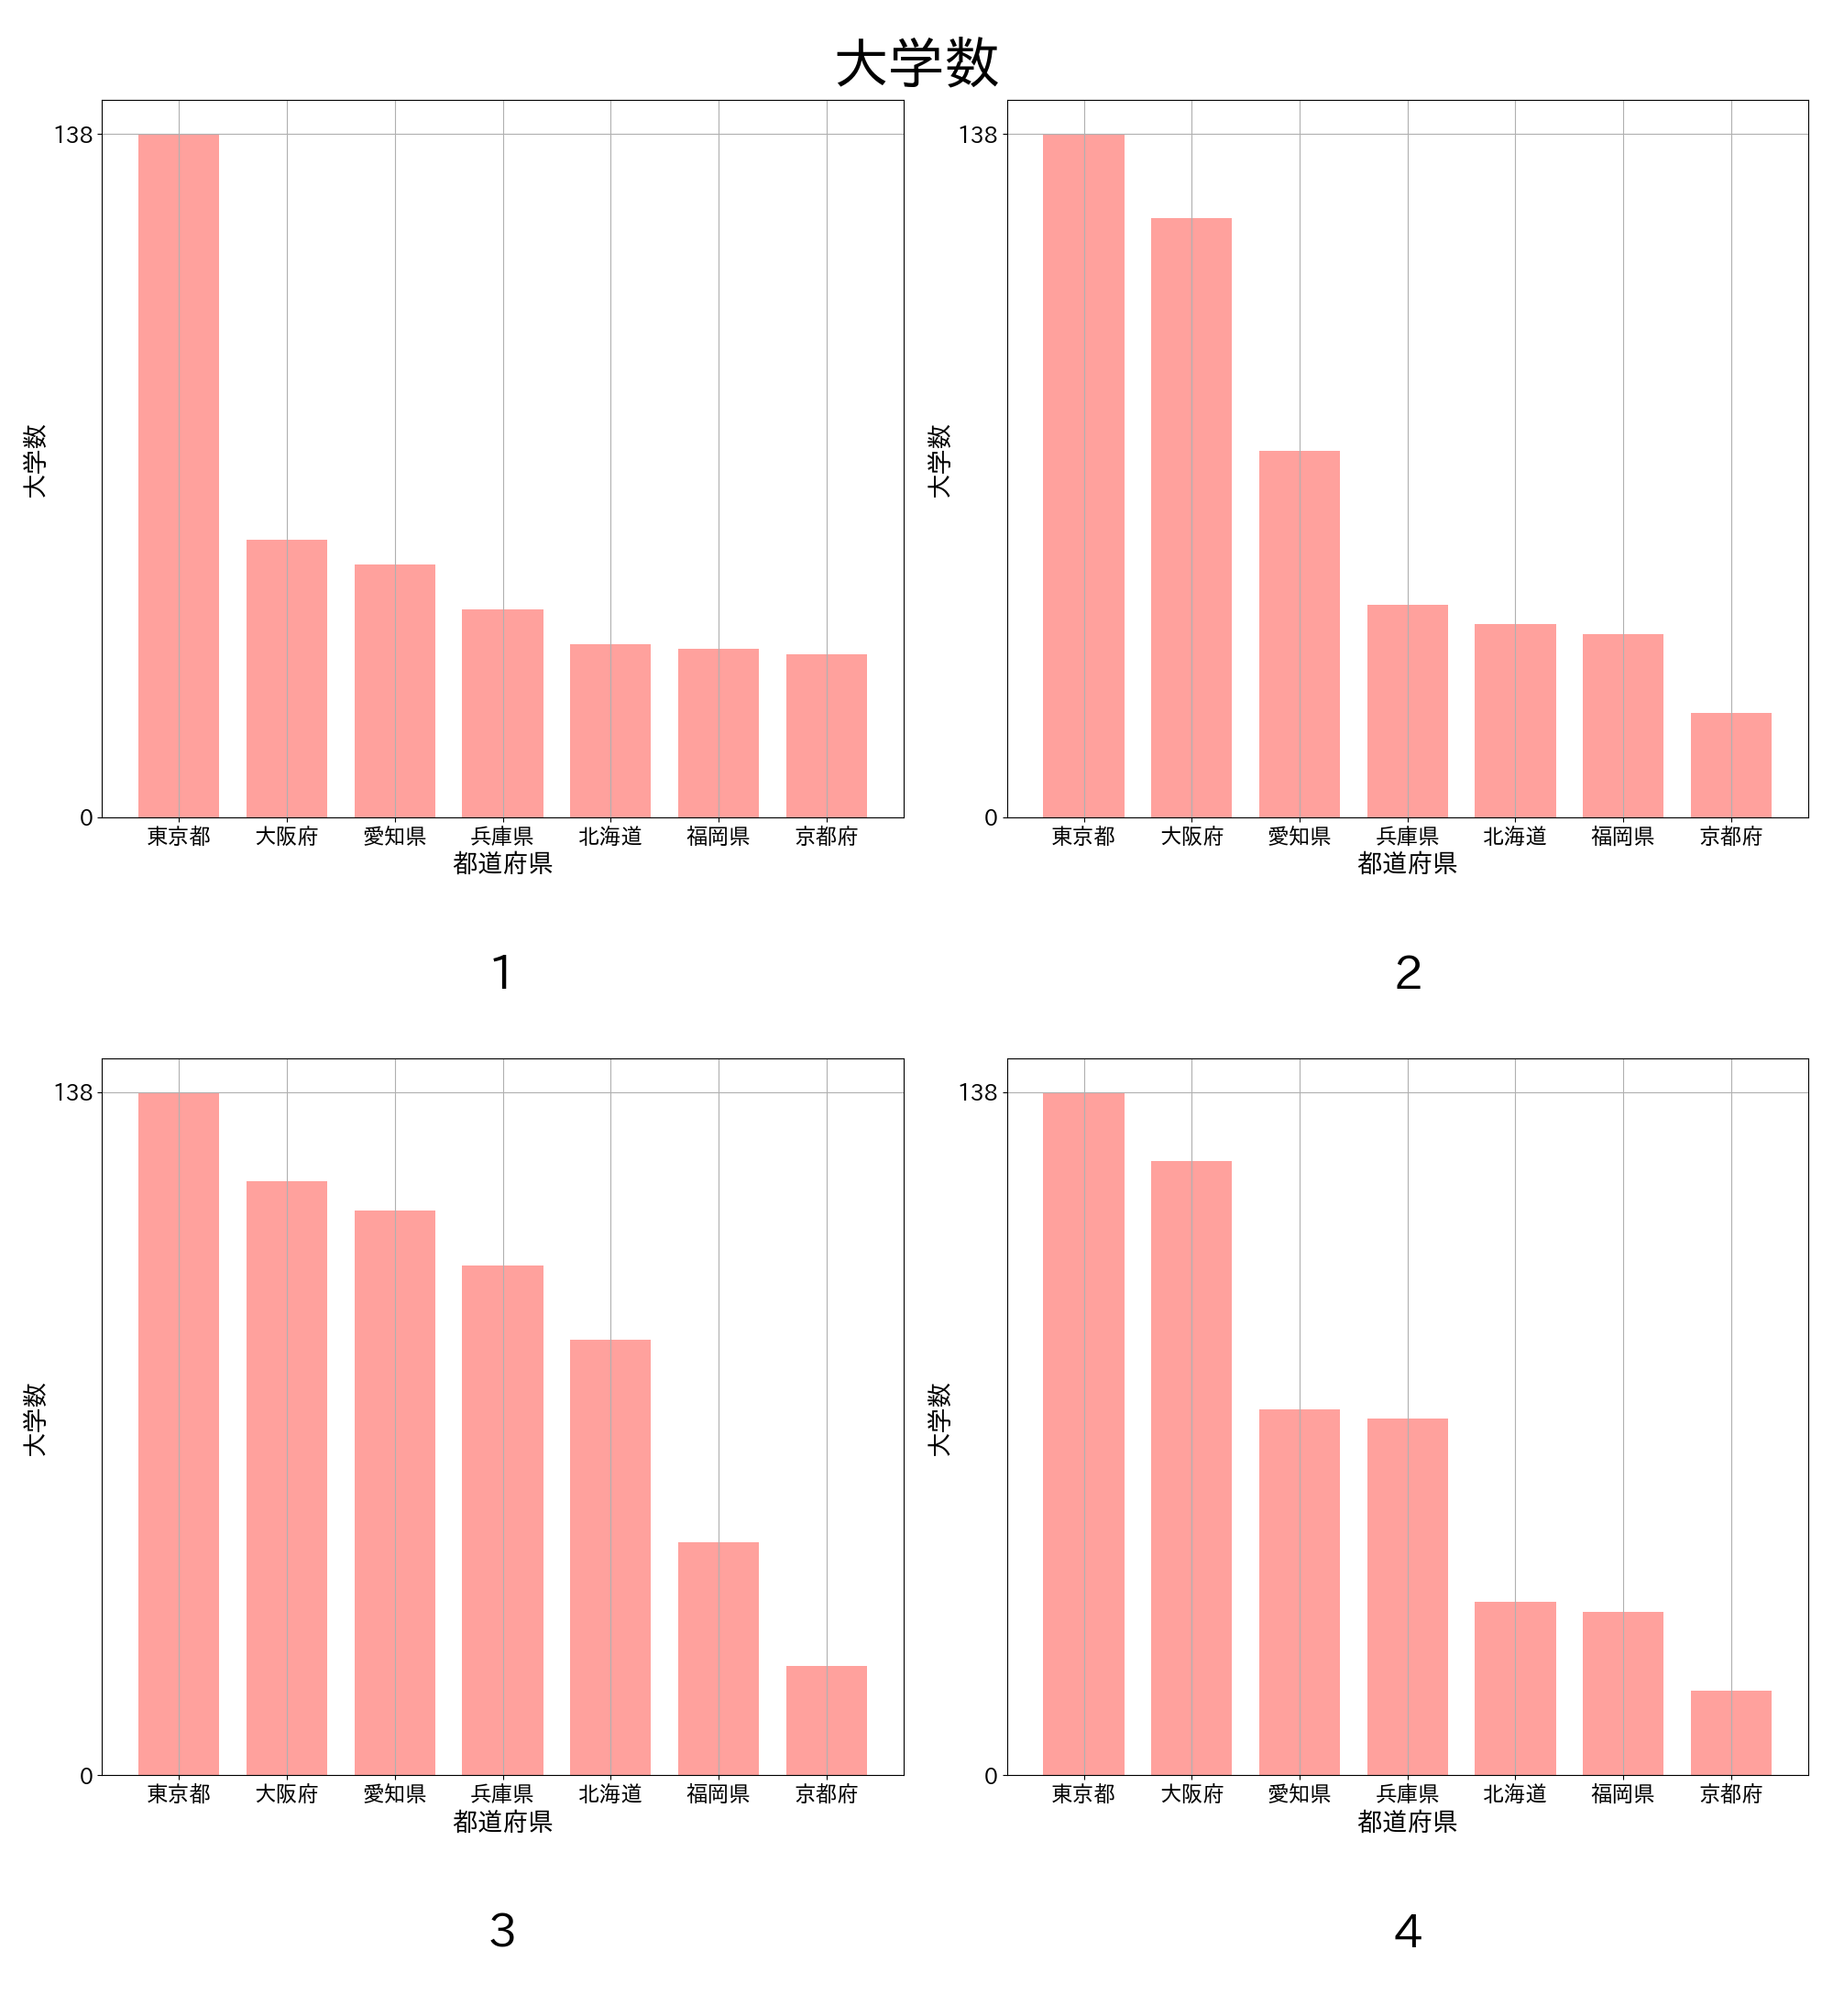 大学数
138
0
大学数
東京都 大阪府 愛知県 兵庫県 北海道 福岡県 京都府
都道府県
1
138
0
大学数
東京都 大阪府 愛知県 兵庫県 北海道 福岡県 京都府
都道府県
2
138
0
大学数
東京都 大阪府 愛知県 兵庫県 北海道 福岡県 京都府
都道府県
3
138
0
大学数
東京都 大阪府 愛知県 兵庫県 北海道 福岡県 京都府
都道府県
4